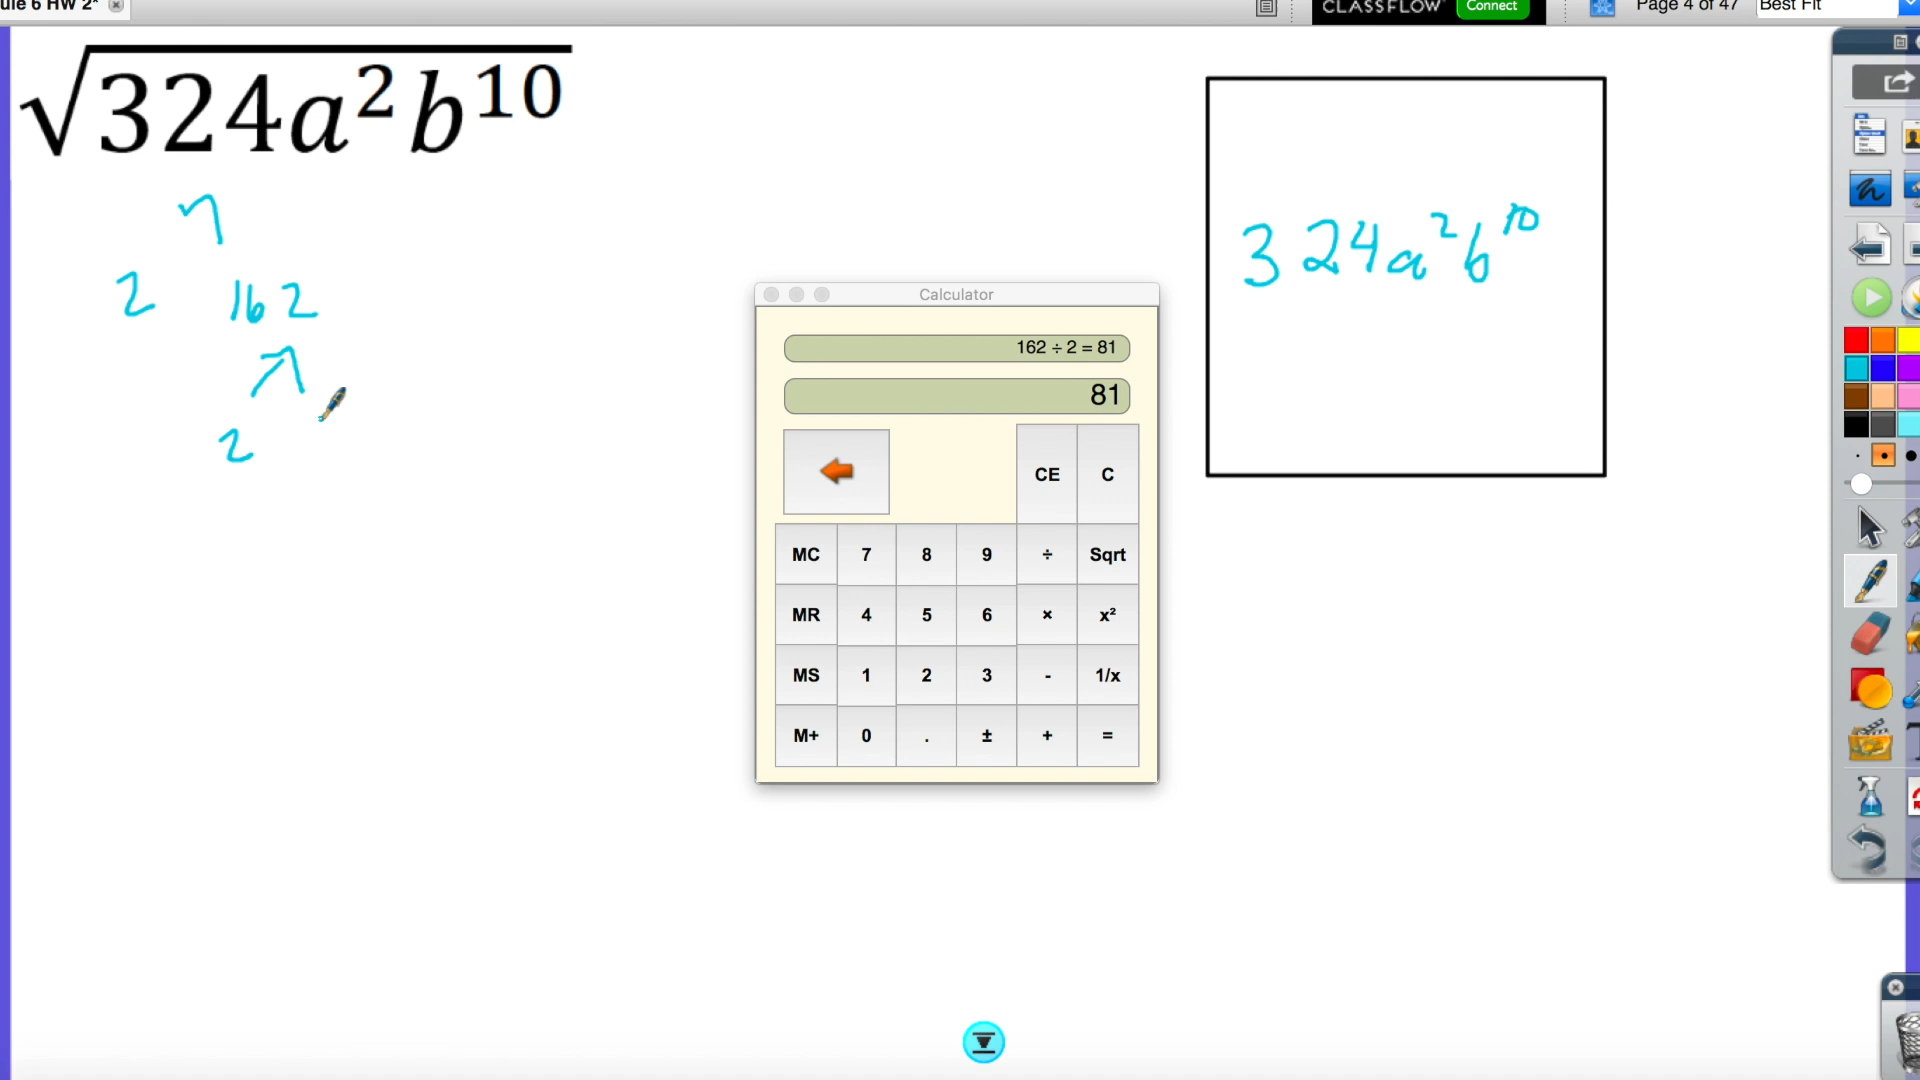 ule 6 HW 2*
CLASSFLOW
Connect
Page 4 of 47
Best Fit
√324a²b¹⁰
2 162
2
324a²b¹⁰
Calculator
162 ÷ 2 = 81
81
CE C
MC 7 8 9 ÷ Sqrt
MR 4 5 6 × x²
MS 1 2 3 - 1/x
M+ 0 . ± + =